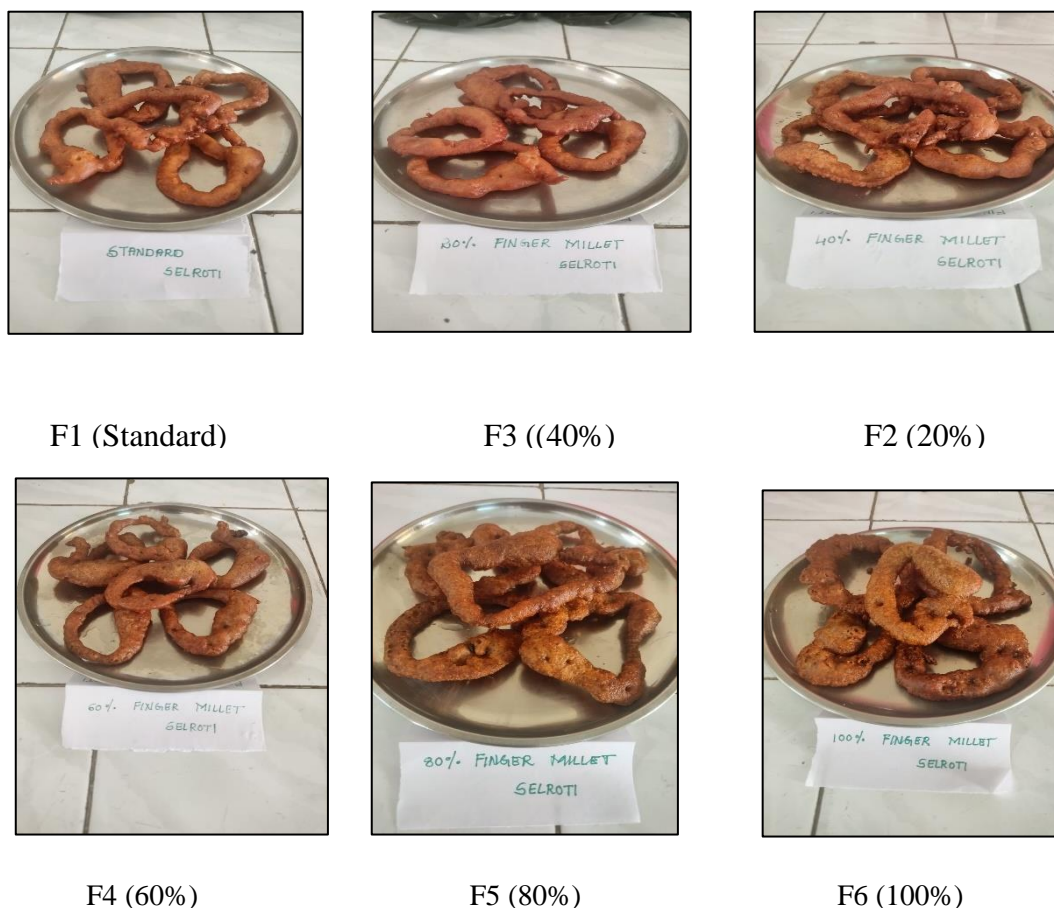 STANDARD
SELROTI
FINGER MILLET
SELROTI
40% FINGER MILLET
SELROTI
F1 (Standard)
F3 ((40%)
F2 (20%)
60% FINGER MILLET
SELROTI
80% FINGER MILLET
SELROTI
100% FINGER MILLET
SELROTI
F4 (60%)
F5 (80%)
F6 (100%)